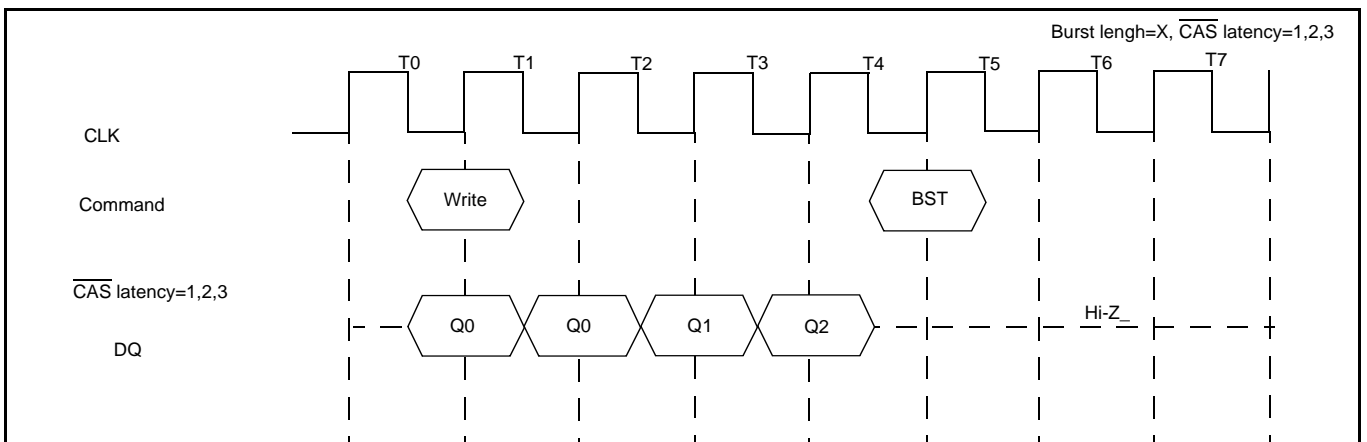 Burst lengh=X, CAS latency=1,2,3
T0 T1 T2 T3 T4 T5 T6 T7
CLK
Command Write BST
CAS latency=1,2,3
DQ Q0 Q0 Q1 Q2 Hi-Z_